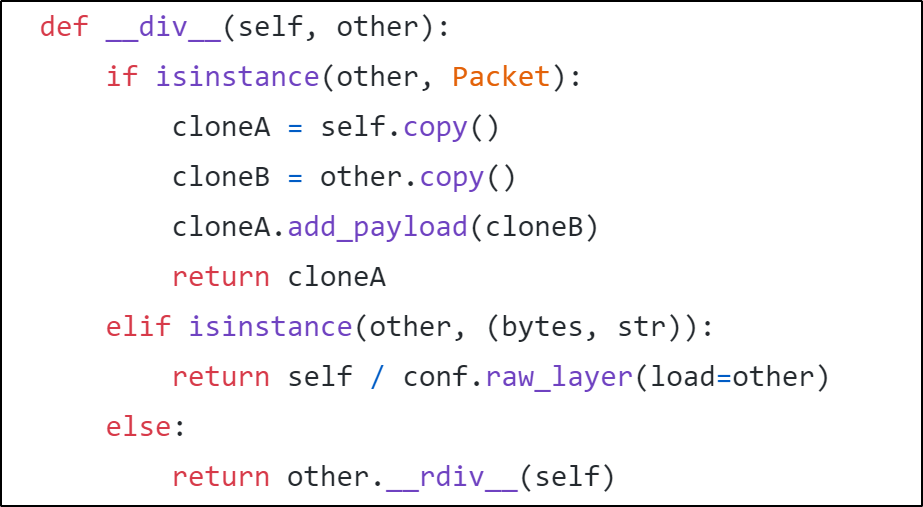 def __div__(self, other):
    if isinstance(other, Packet):
        cloneA = self.copy()
        cloneB = other.copy()
        cloneA.add_payload(cloneB)
        return cloneA
    elif isinstance(other, (bytes, str)):
        return self / conf.raw_layer(load=other)
    else:
        return other.__rdiv__(self)